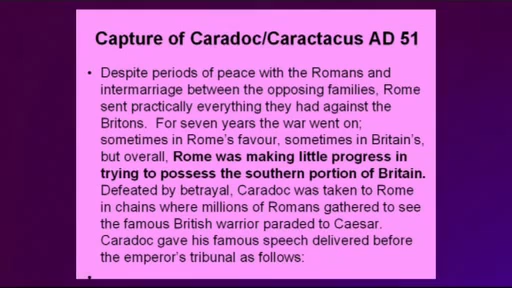 Capture of Caradoc/Caractacus AD 51
• Despite periods of peace with the Romans and
intermarriage between the opposing families, Rome
sent practically everything they had against the
Britons.  For seven years the war went on;
sometimes in Rome's favour, sometimes in Britain's,
but overall, Rome was making little progress in
trying to possess the southern portion of Britain.
Defeated by betrayal, Caradoc was taken to Rome
in chains where millions of Romans gathered to see
the famous British warrior paraded to Caesar.
Caradoc gave his famous speech delivered before
the emperor's tribunal as follows:
•